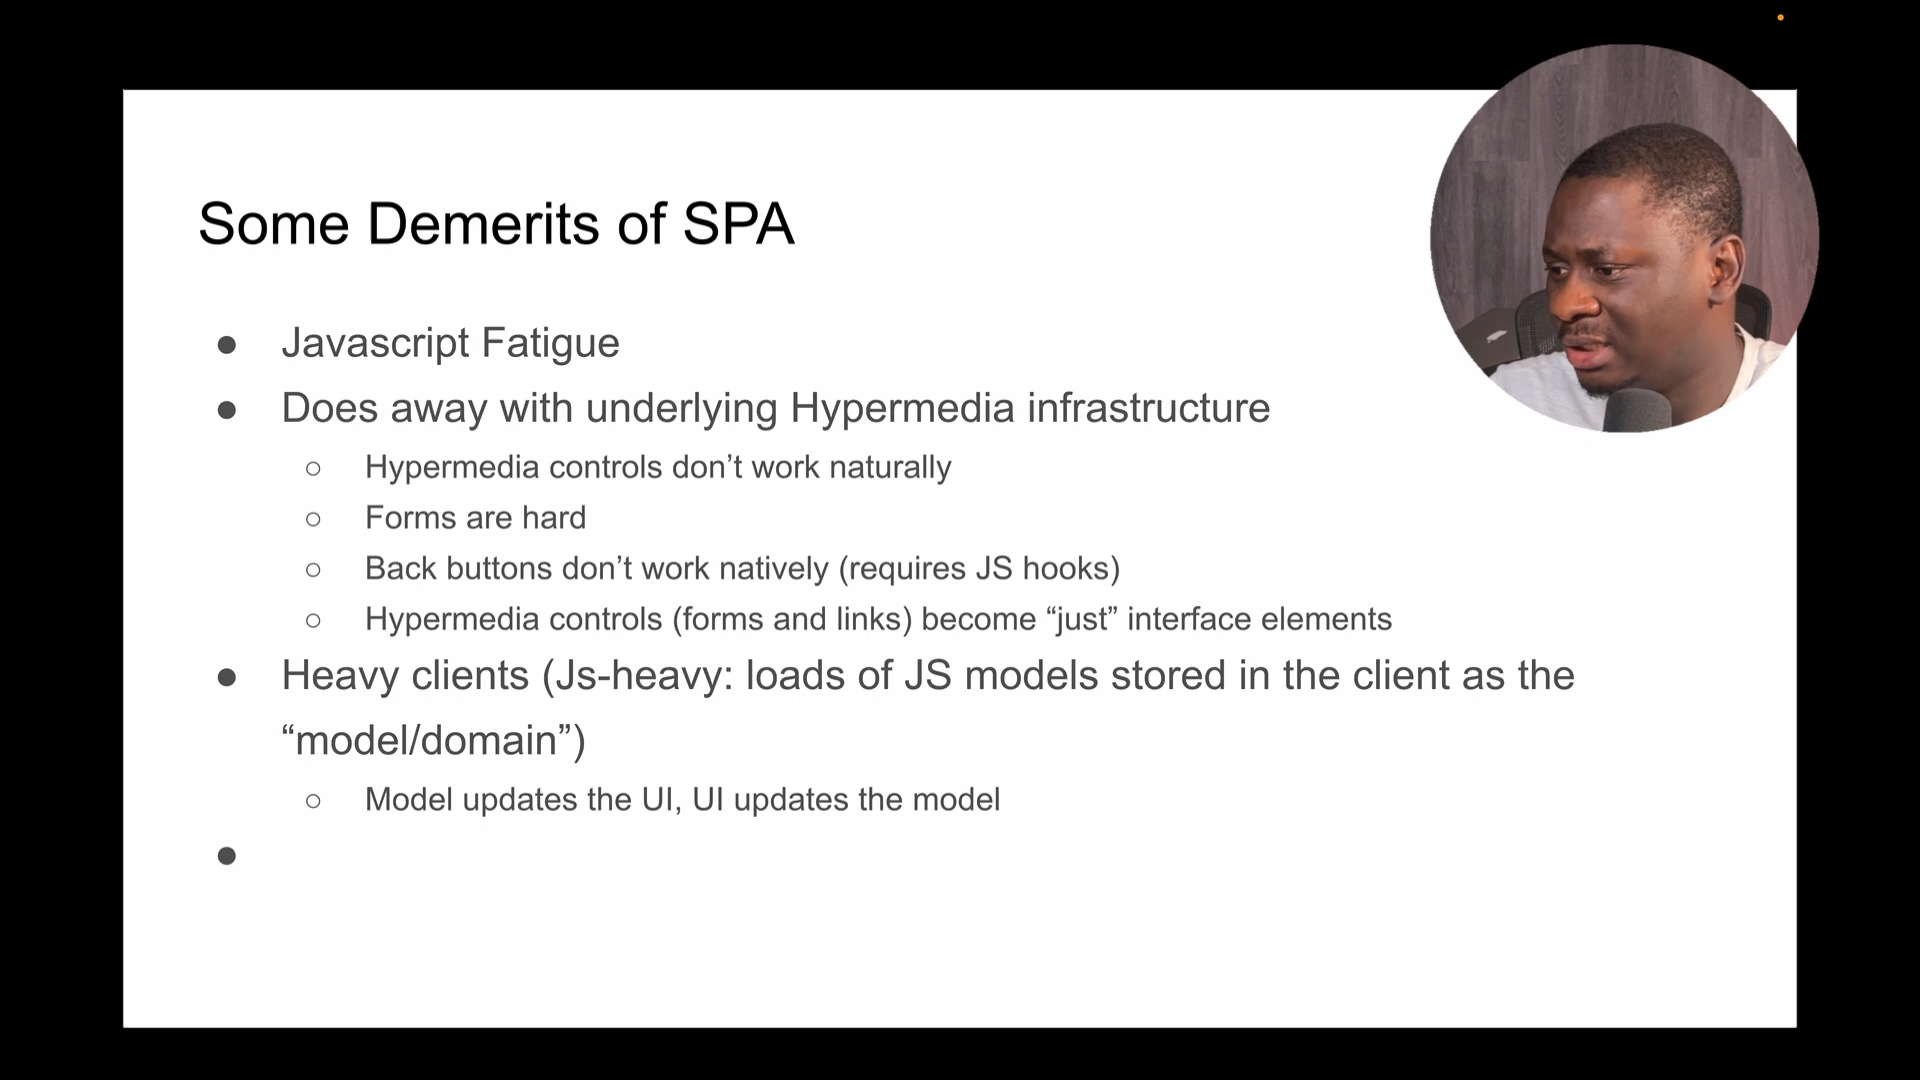 Some Demerits of SPA
● Javascript Fatigue
● Does away with underlying Hypermedia infrastructure
○ Hypermedia controls don’t work naturally
○ Forms are hard
○ Back buttons don’t work natively (requires JS hooks)
○ Hypermedia controls (forms and links) become “just” interface elements
● Heavy clients (Js-heavy: loads of JS models stored in the client as the
“model/domain”)
○ Model updates the UI, UI updates the model
●